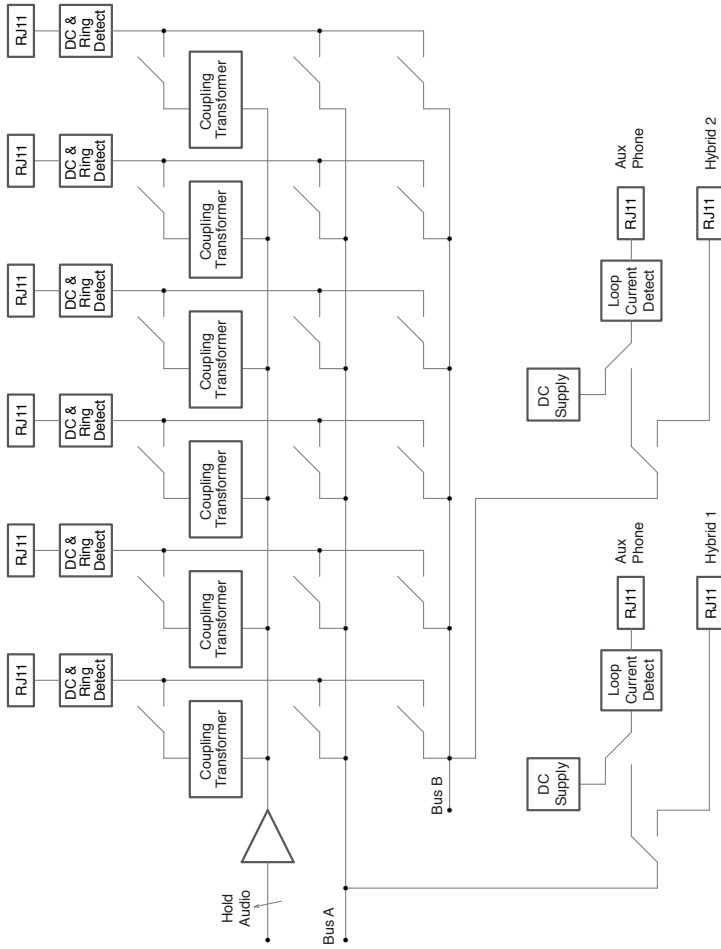 RJ11
RJ11
RJ11
RJ11
RJ11
RJ11
DC &
Ring
Detect
DC &
Ring
Detect
DC &
Ring
Detect
DC &
Ring
Detect
DC &
Ring
Detect
DC &
Ring
Detect
Coupling
Transformer
Coupling
Transformer
Coupling
Transformer
Coupling
Transformer
Coupling
Transformer
Coupling
Transformer
Hold
Audio
Bus A
Bus B
DC
Supply
Loop
Current
Detect
RJ11
Aux
Phone
RJ11
Hybrid 1
DC
Supply
Loop
Current
Detect
RJ11
Aux
Phone
RJ11
Hybrid 2